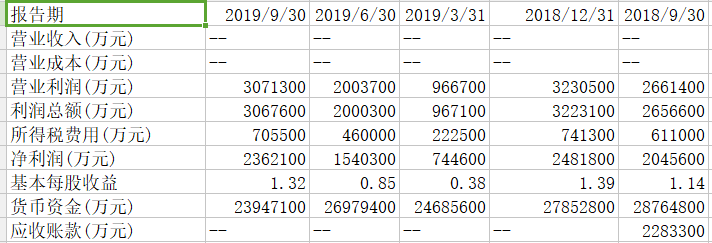 报告期 2019/9/30 2019/6/30 2019/3/31 2018/12/31 2018/9/30
营业收入(万元) -- -- -- -- --
营业成本(万元) -- -- -- -- --
营业利润(万元) 3071300 2003700 966700 3230500 2661400
利润总额(万元) 3067600 2000300 967100 3223100 2656600
所得税费用(万元) 705500 460000 222500 741300 611000
净利润(万元) 2362100 1540300 744600 2481800 2045600
基本每股收益 1.32 0.85 0.38 1.39 1.14
货币资金(万元) 23947100 26979400 24685600 27852800 28764800
应收账款(万元) -- -- -- -- 2283300